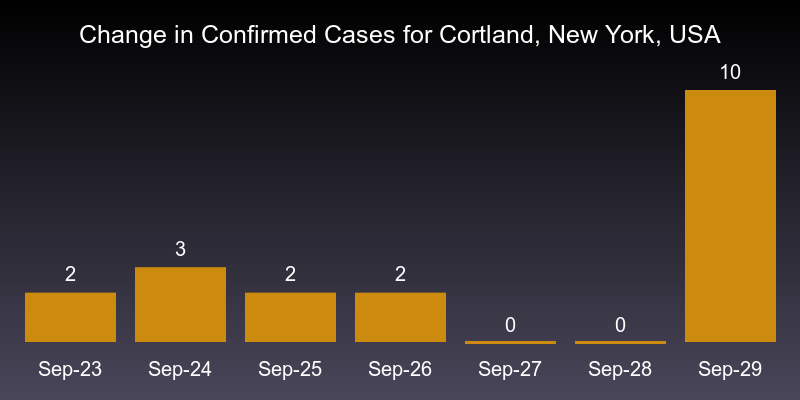 Change in Confirmed Cases for Cortland, New York, USA
10
3
2 2 2
0 0
Sep-23 Sep-24 Sep-25 Sep-26 Sep-27 Sep-28 Sep-29